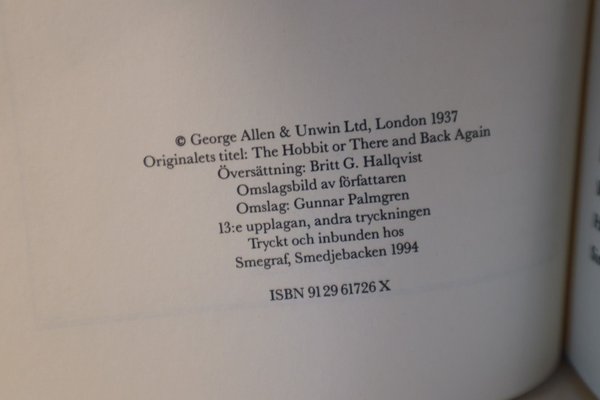 © George Allen & Unwin Ltd, London 1937
Originalets titel: The Hobbit or There and Back Again
Översättning: Britt G. Hallqvist
Omslagsbild av författaren
Omslag: Gunnar Palmgren
13:e upplagan, andra tryckningen
Tryckt och inbunden hos
Smegraf, Smedjebacken 1994
ISBN 91 29 61726 X